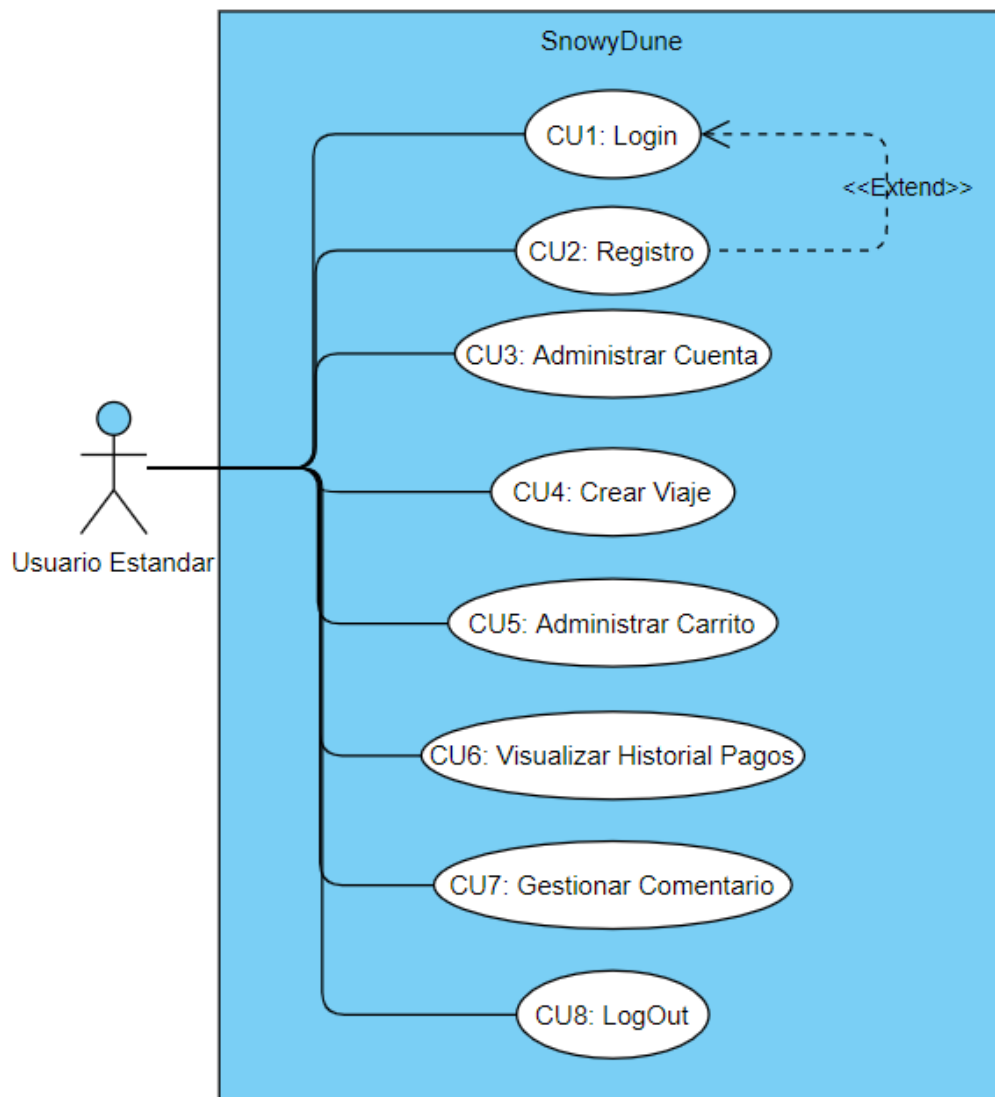 SnowyDune
CU1: Login
<<Extend>>
CU2: Registro
CU3: Administrar Cuenta
CU4: Crear Viaje
Usuario Estandar
CU5: Administrar Carrito
CU6: Visualizar Historial Pagos
CU7: Gestionar Comentario
CU8: LogOut